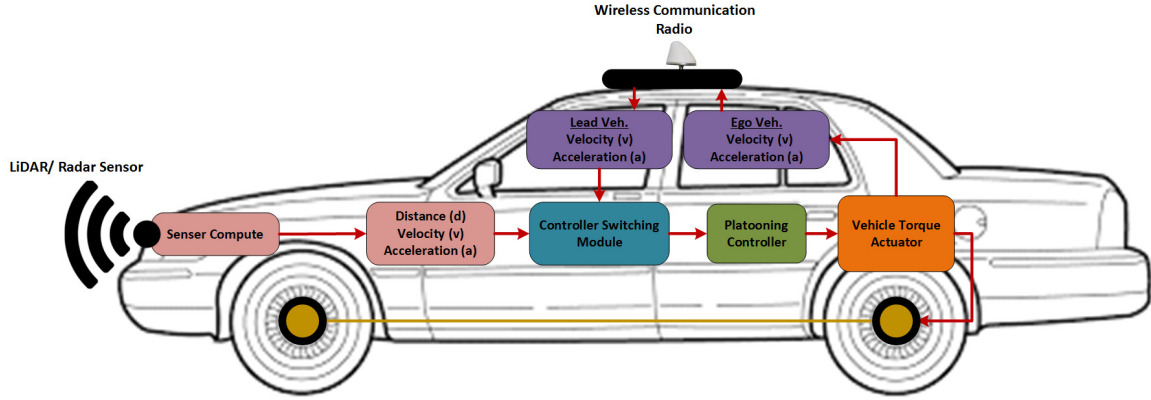 Wireless Communication
Radio
Lead Veh.
Velocity (v)
Acceleration (a)
Ego Veh.
Velocity (v)
Acceleration (a)
LiDAR/ Radar Sensor
Senser Compute
Distance (d)
Velocity (v)
Acceleration (a)
Controller Switching
Module
Platooning
Controller
Vehicle Torque
Actuator